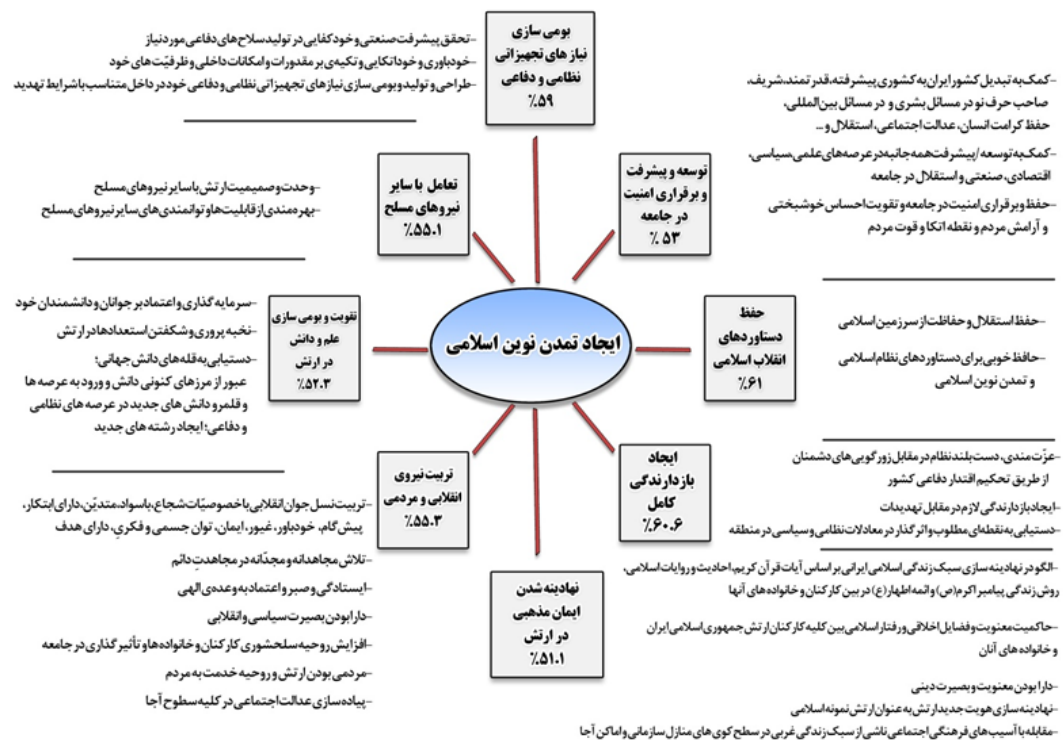 بومی سازی
نیاز های تجهیزاتی
نظامی و دفاعی
٪۵۹
-تحقق پیشرفت صنعتی و خودکفایی در تولید سلاح های دفاعی مورد نیاز
-خودباوری و خوداتکایی و تکیه ی بر مقدورات و امکانات داخلی و ظرفیّت های خود
-طراحی و تولید و بومی سازی نیاز های تجهیزاتی نظامی و دفاعی خود در داخل متناسب با شرایط تهدید
توسعه و پیشرفت
و برقراری امنیت
در جامعه
٪۵۳
-کمک به تبدیل کشور ایران به کشوری پیشرفته، قدرتمند، شریف،
صاحب حرف نو در مسائل بشری و در مسائل بین المللی،
حفظ کرامت انسان، عدالت اجتماعی، استقلال و...
-کمک به توسعه/پیشرفت همه جانبه در عرصه های علمی، سیاسی،
اقتصادی، صنعتی و استقلال در جامعه
-حفظ و برقراری امنیت در جامعه و تقویت احساس خوشبختی
و آرامش مردم و نقطه اتکا و قوت مردم
تعامل با سایر
نیروهای مسلح
٪۵۵.۱
-وحدت و صمیمیت ارتش با سایر نیروهای مسلح
-بهره مندی از قابلیت ها و توانمندی های سایر نیروهای مسلح
ایجاد تمدن نوین اسلامی
حفظ
دستاوردهای
انقلاب اسلامی
٪۶۱
-حفظ استقلال و حفاظت از سرزمین اسلامی
-حافظ خوبی برای دستاوردهای نظام اسلامی
و تمدن نوین اسلامی
تقویت و بومی سازی
علم و دانش
در ارتش
٪۵۲.۳
-سرمایه گذاری و اعتماد بر جوانان و دانشمندان خود
-نخبه پروری و شکفتن استعدادها در ارتش
-دستیابی به قله های دانش جهانی؛
عبور از مرزهای کنونی دانش و ورود به عرصه ها
و قلمرو دانش های جدید در عرصه های نظامی
و دفاعی؛ ایجاد رشته های جدید
ایجاد
بازدارندگی
کامل
٪۶۰.۶
-عزّت مندی، دست بلند نظام در مقابل زورگویی های دشمنان
از طریق تحکیم اقتدار دفاعی کشور
-ایجاد بازدارندگی لازم در مقابل تهدیدات
-دستیابی به نقطه ای مطلوب و اثر گذار در معادلات نظامی و سیاسی در منطقه
تربیت نیروی
انقلابی و مردمی
٪۵۵.۳
-تربیت نسل جوان انقلابی با خصوصیّات شجاع، باسواد، متدیّن، دارای ابتکار،
پیش گام، خودباور، غیور، ایمان، توان جسمی و فکری، دارای هدف
-تلاش مجاهدانه و مجدّانه در مجاهدتِ دائم
-ایستادگی و صبر و اعتماد به وعده ی الهی
-دارا بودن بصیرت سیاسی و انقلابی
-افزایش روحیه سلحشوری کارکنان و خانواده ها و تأثیر گذاری در جامعه
-مردمی بودن ارتش و روحیه خدمت به مردم
-پیاده سازی عدالت اجتماعی در کلیه سطوح آجا
نهادینه شدن
ایمان مذهبی
در ارتش
٪۵۱.۱
-الگو در نهادینه سازی سبک زندگی اسلامی ایرانی بر اساس آیات قرآن کریم، احادیث و روایات اسلامی،
روش زندگی پیامبر اکرم(ص) و ائمه اطهار(ع) در بین کارکنان و خانواده های آنها
-حاکمیت معنویت و فضایل اخلاقی و رفتار اسلامی بین کلیه کارکنان ارتش جمهوری اسلامی ایران
و خانواده های آنان
-دارا بودن معنویت و بصیرت دینی
-نهادینه سازی هویت جدید ارتش به عنوان ارتش نمونه اسلامی
-مقابله با آسیب های فرهنگی اجتماعی ناشی از سبک زندگی غربی در سطح کوی های منازل سازمانی و اماکن آجا